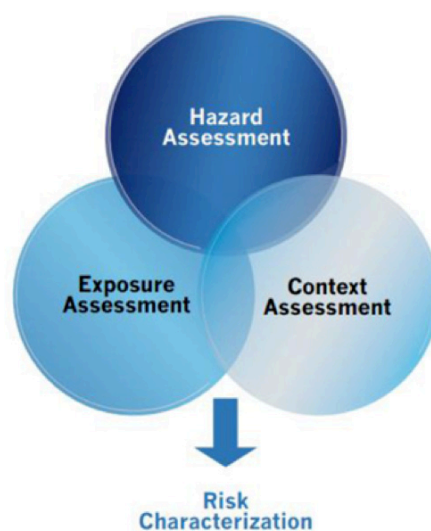 Hazard
Assessment
Exposure
Assessment
Context
Assessment
Risk
Characterization